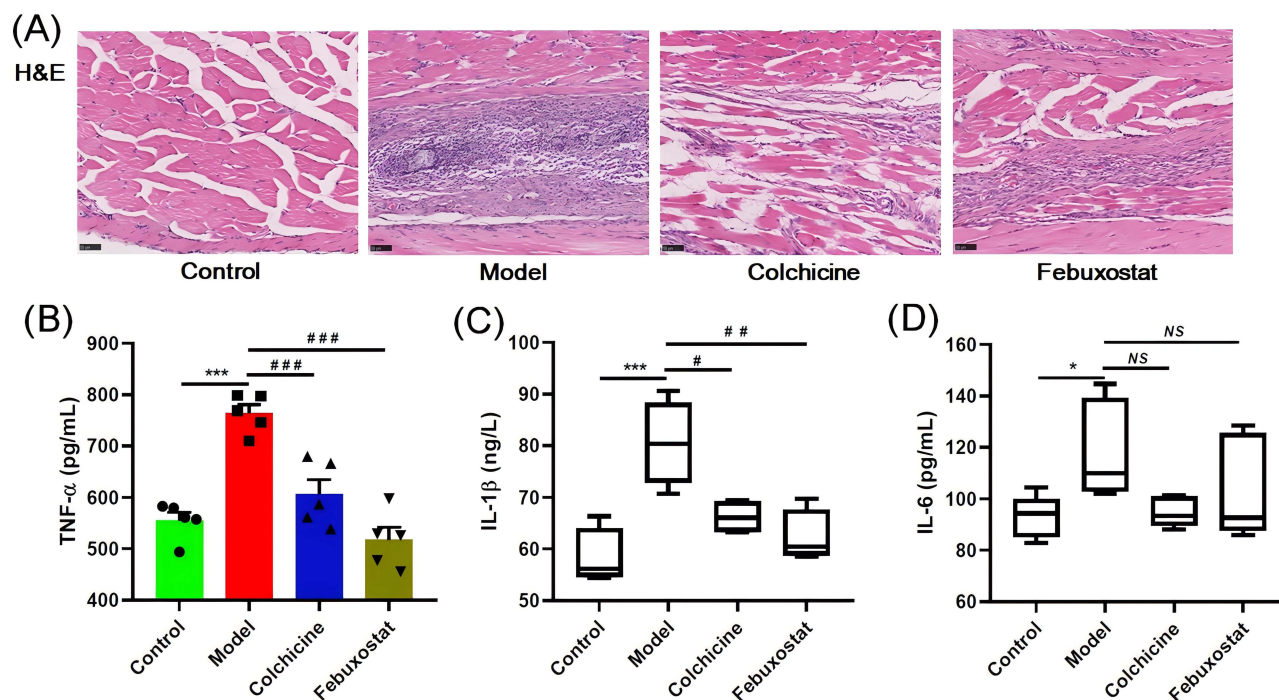 (A)
H&E
Control
Model
Colchicine
Febuxostat
(B)
TNF-α (pg/mL)
900
800
700
600
500
400
***
###
###
Control
Model
Colchicine
Febuxostat
(C)
IL-1β (ng/L)
100
90
80
70
60
50
***
#
##
Control
Model
Colchicine
Febuxostat
(D)
IL-6 (pg/mL)
160
140
120
100
80
60
*
NS
NS
Control
Model
Colchicine
Febuxostat